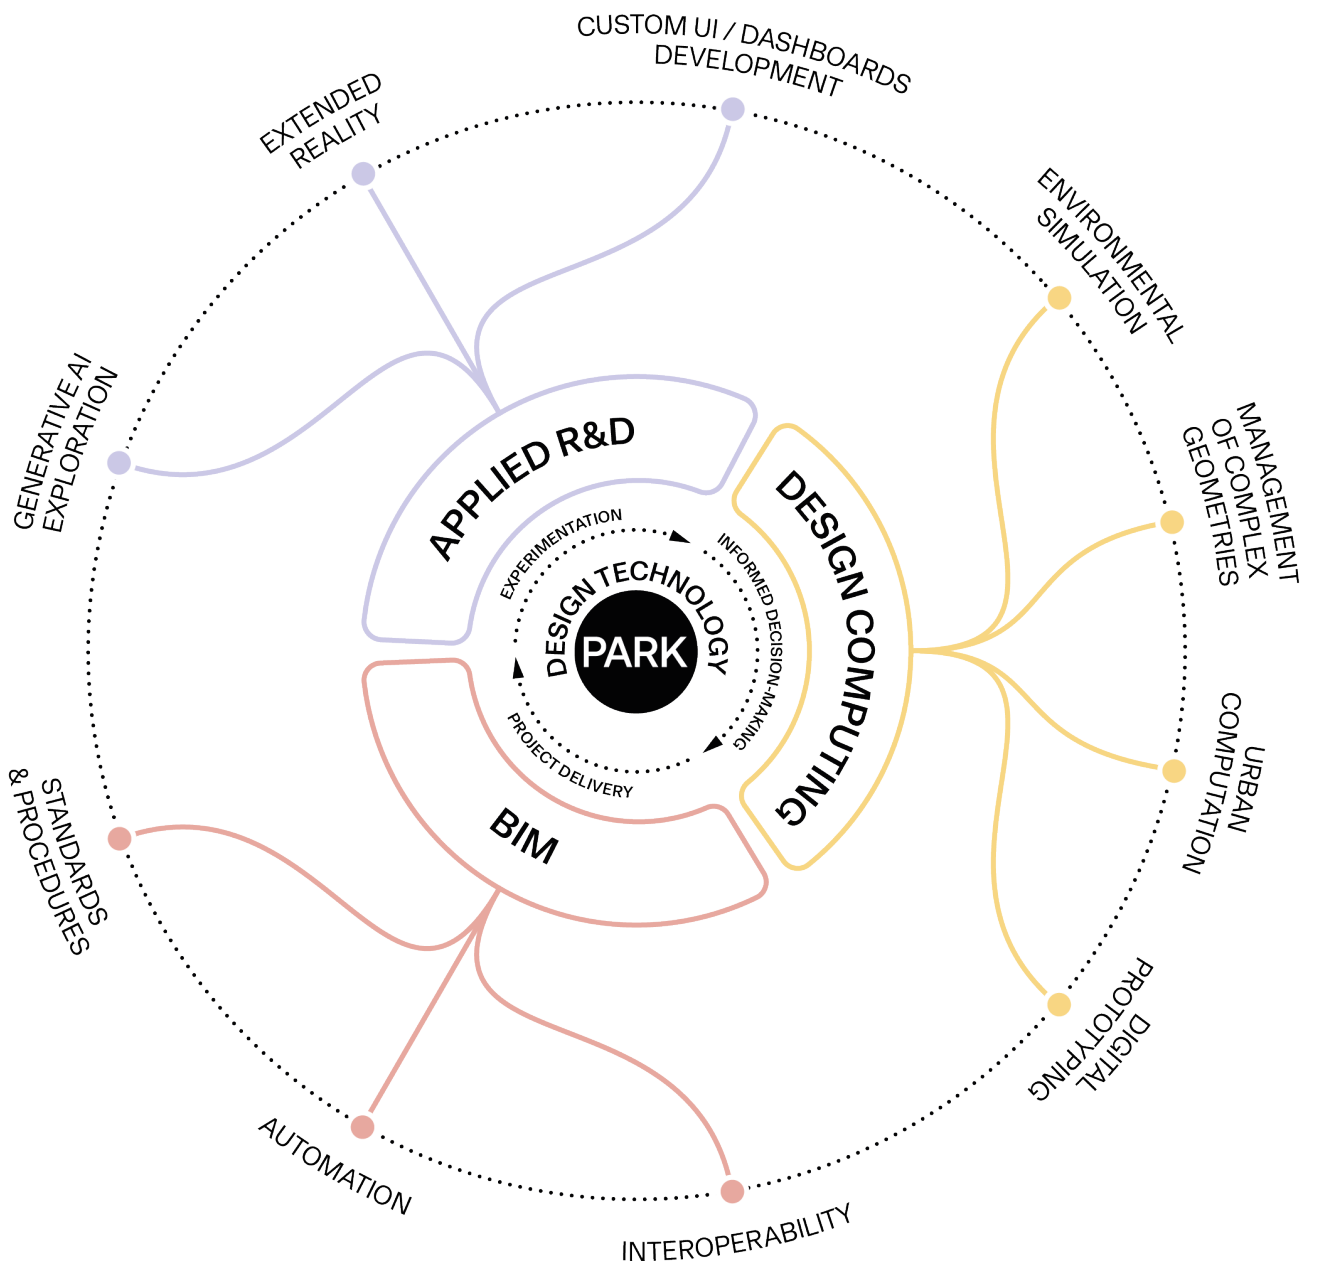 CUSTOM UI / DASHBOARDS
DEVELOPMENT
EXTENDED
REALITY
ENVIRONMENTAL
SIMULATION
GENERATIVE AI
EXPLORATION
MANAGEMENT
OF COMPLEX
GEOMETRIES
APPLIED R&D
DESIGN COMPUTING
EXPERIMENTATION
INFORMED DECISION-MAKING
DESIGN TECHNOLOGY
PARK
PROJECT DELIVERY
BIM
URBAN
COMPUTATION
STANDARDS
& PROCEDURES
DIGITAL
PROTOTYPING
AUTOMATION
INTEROPERABILITY